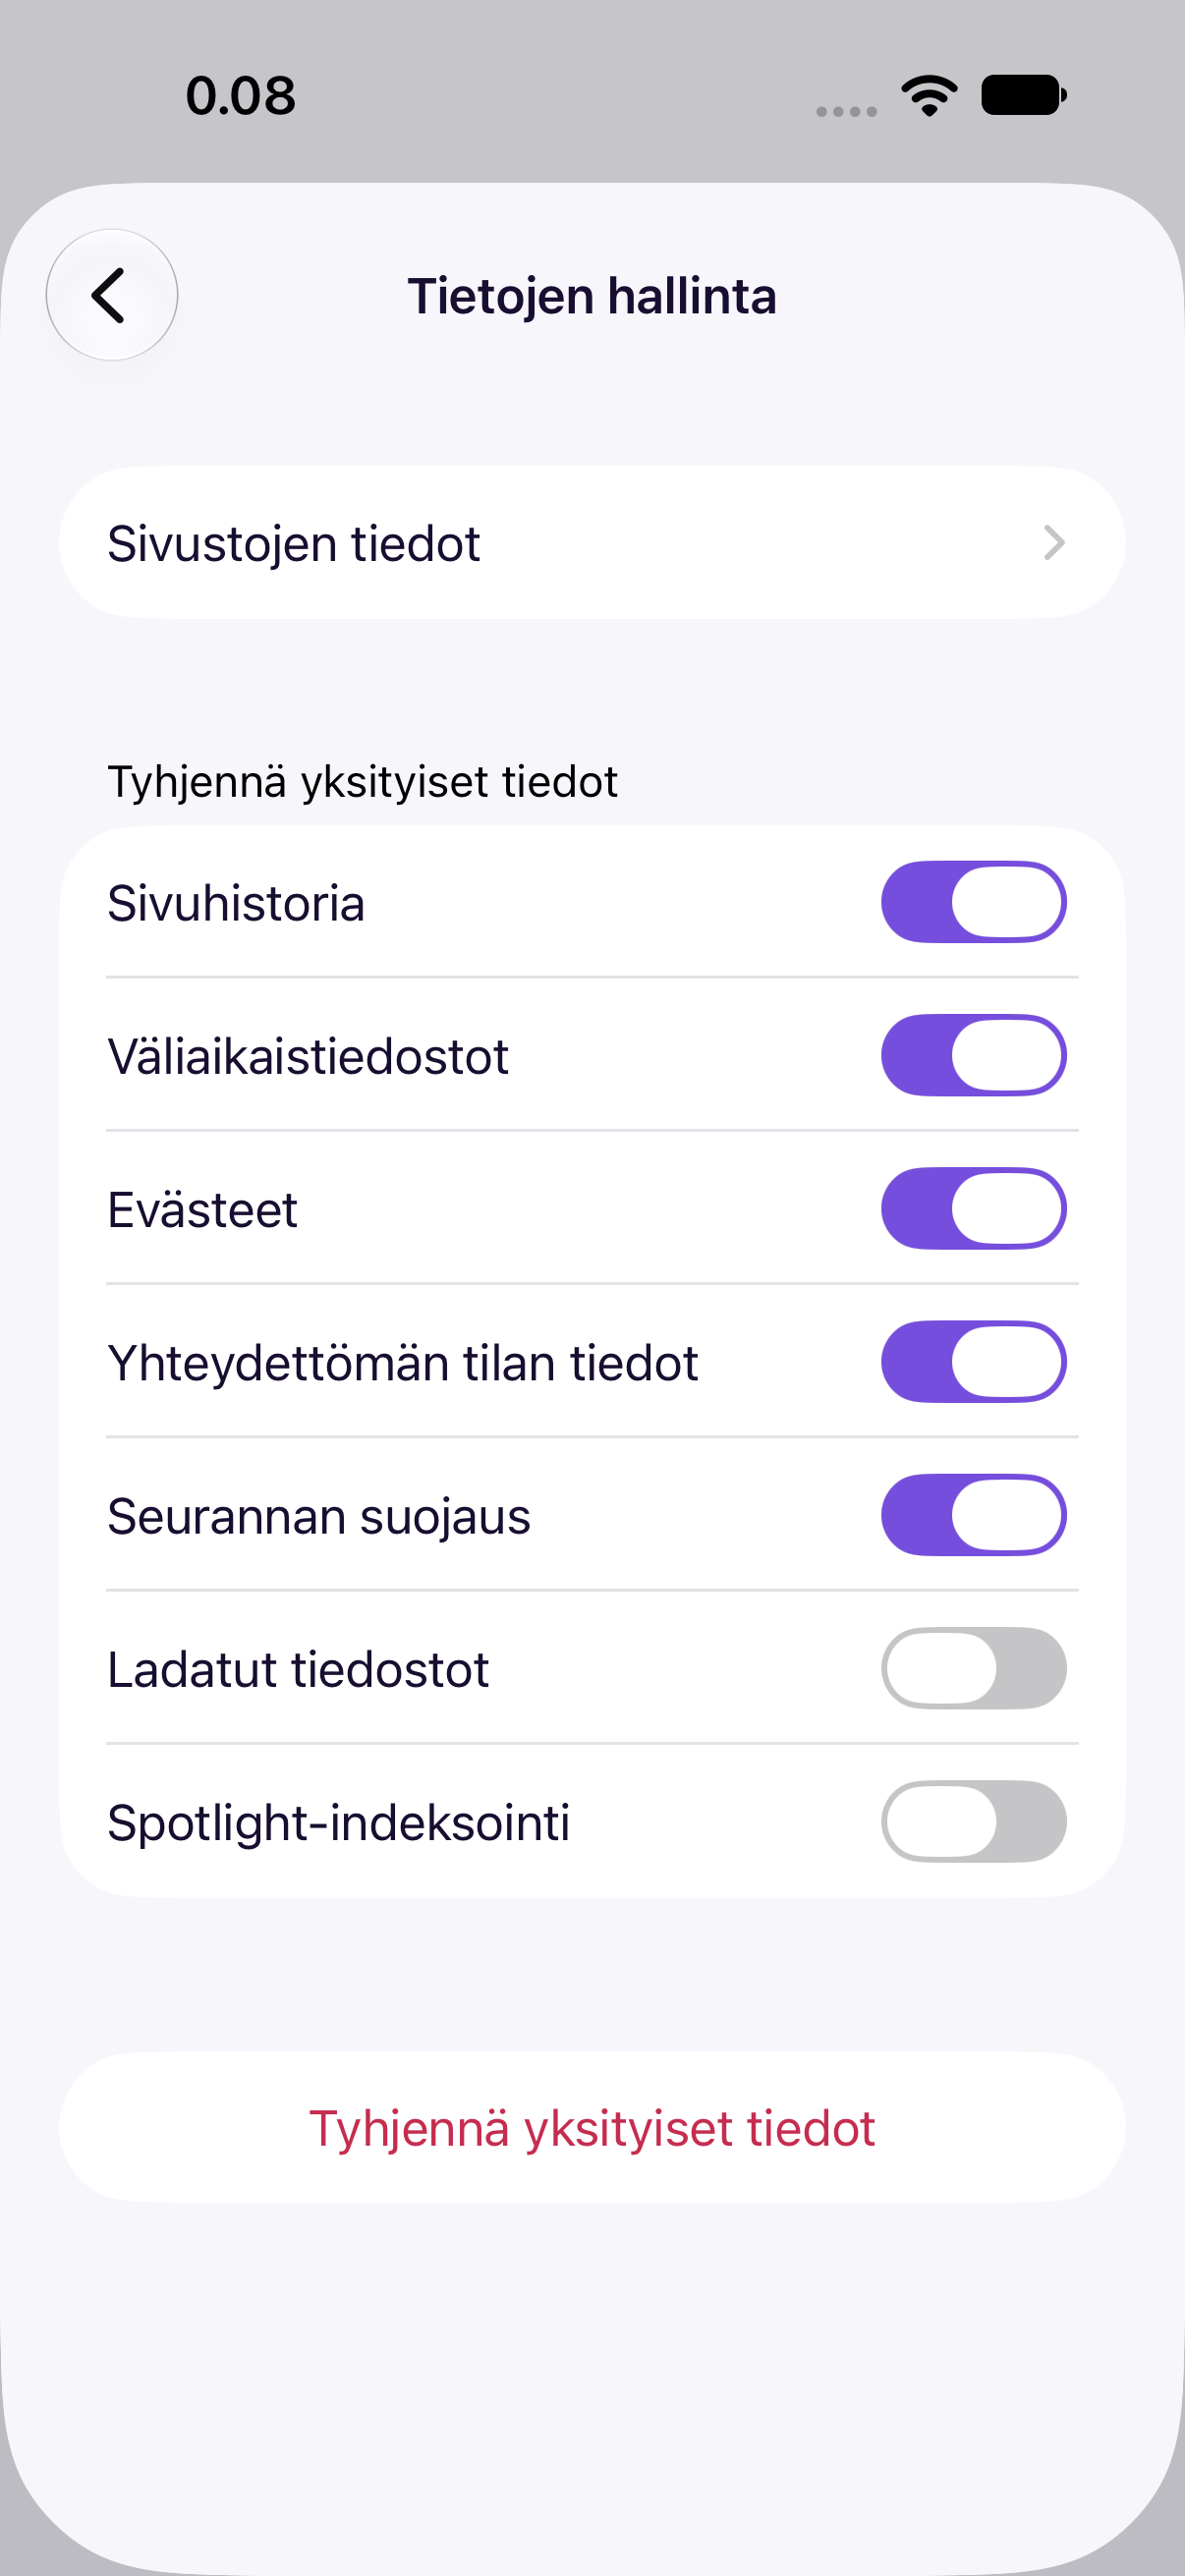 0.08
Tietojen hallinta
Sivustojen tiedot
Tyhjennä yksityiset tiedot
Sivuhistoria
Väliaikaistiedostot
Evästeet
Yhteydettömän tilan tiedot
Seurannan suojaus
Ladatut tiedostot
Spotlight-indeksointi
Tyhjennä yksityiset tiedot